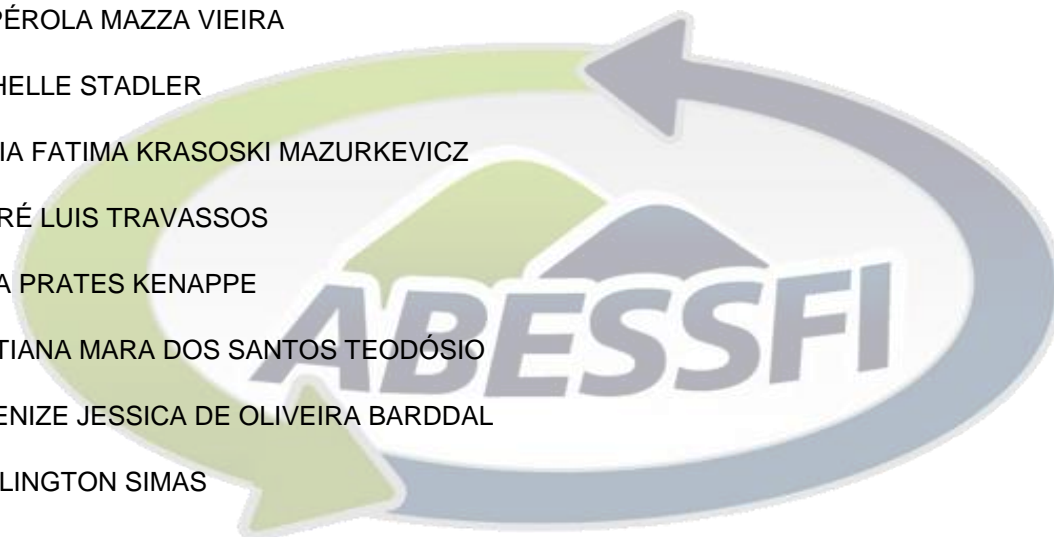 PÉROLA MAZZA VIEIRA
HELLE STADLER
IA FATIMA KRASOSKI MAZURKEVICZ
RÉ LUIS TRAVASSOS
A PRATES KENAPPE
TIANA MARA DOS SANTOS TEODÓSIO
ABESSFI
ENIZE JESSICA DE OLIVEIRA BARDDAL
LINGTON SIMAS